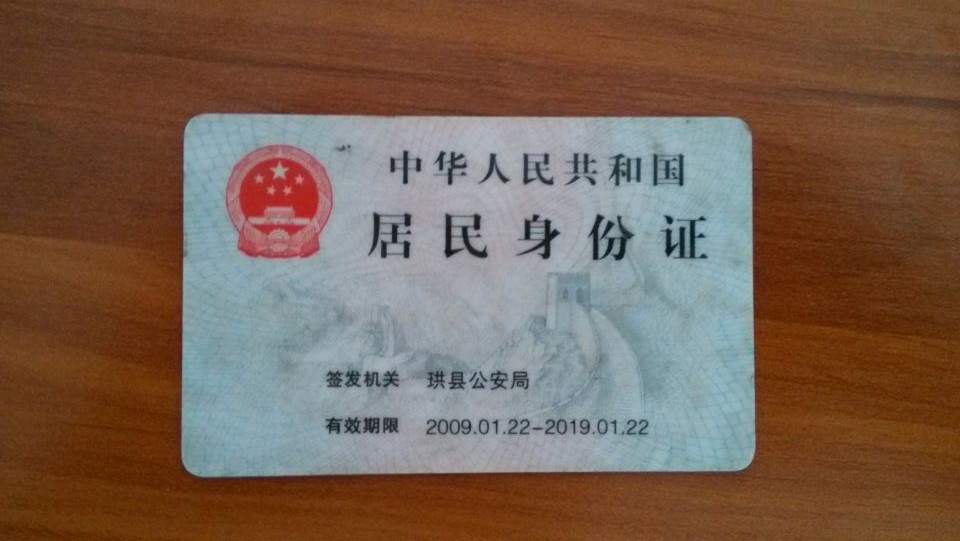 中华人民共和国
居民身份证
签发机关 珙县公安局
有效期限 2009.01.22-2019.01.22